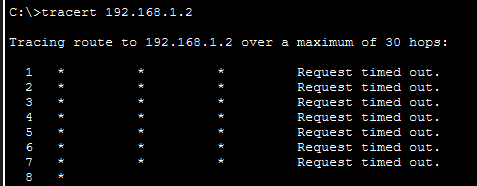 C:\>tracert 192.168.1.2
Tracing route to 192.168.1.2 over a maximum of 30 hops:
1 * * * Request timed out.
2 * * * Request timed out.
3 * * * Request timed out.
4 * * * Request timed out.
5 * * * Request timed out.
6 * * * Request timed out.
7 * * * Request timed out.
8 *